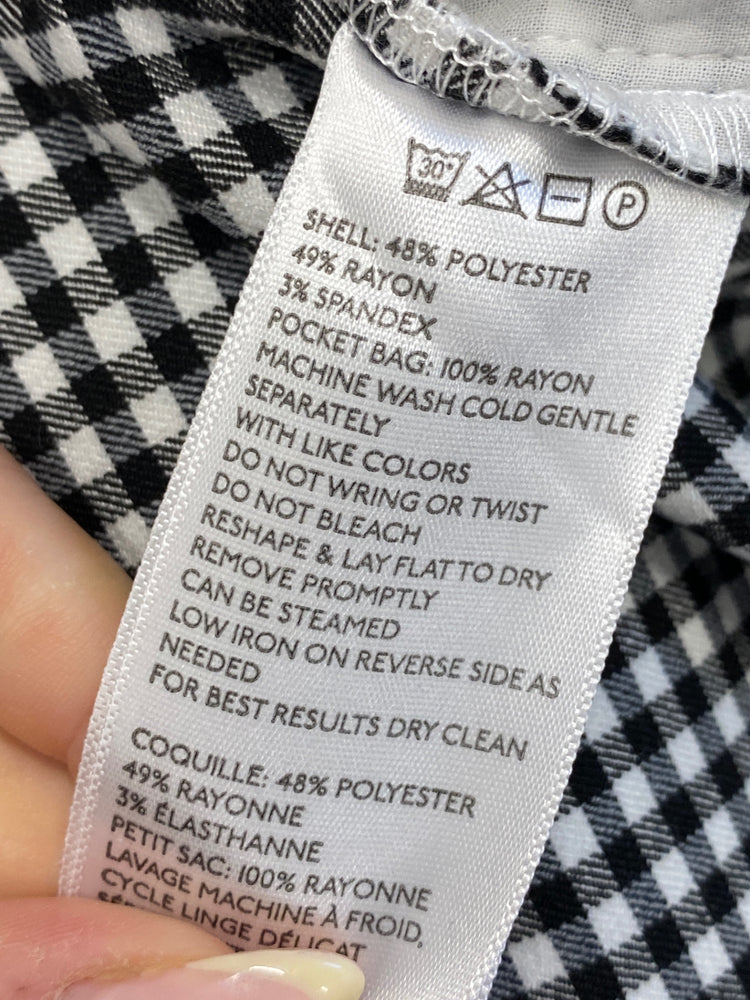 30°
P
SHELL: 48% POLYESTER
49% RAYON
3% SPANDEX
POCKET BAG: 100% RAYON
MACHINE WASH COLD GENTLE
SEPARATELY
WITH LIKE COLORS
DO NOT WRING OR TWIST
DO NOT BLEACH
RESHAPE & LAY FLAT TO DRY
REMOVE PROMPTLY
CAN BE STEAMED
LOW IRON ON REVERSE SIDE AS
NEEDED
FOR BEST RESULTS DRY CLEAN
COQUILLE: 48% POLYESTER
49% RAYONNE
3% ÉLASTHANNE
PETIT SAC: 100% RAYONNE
LAVAGE MACHINE À FROID,
CYCLE LINGE DÉLICAT